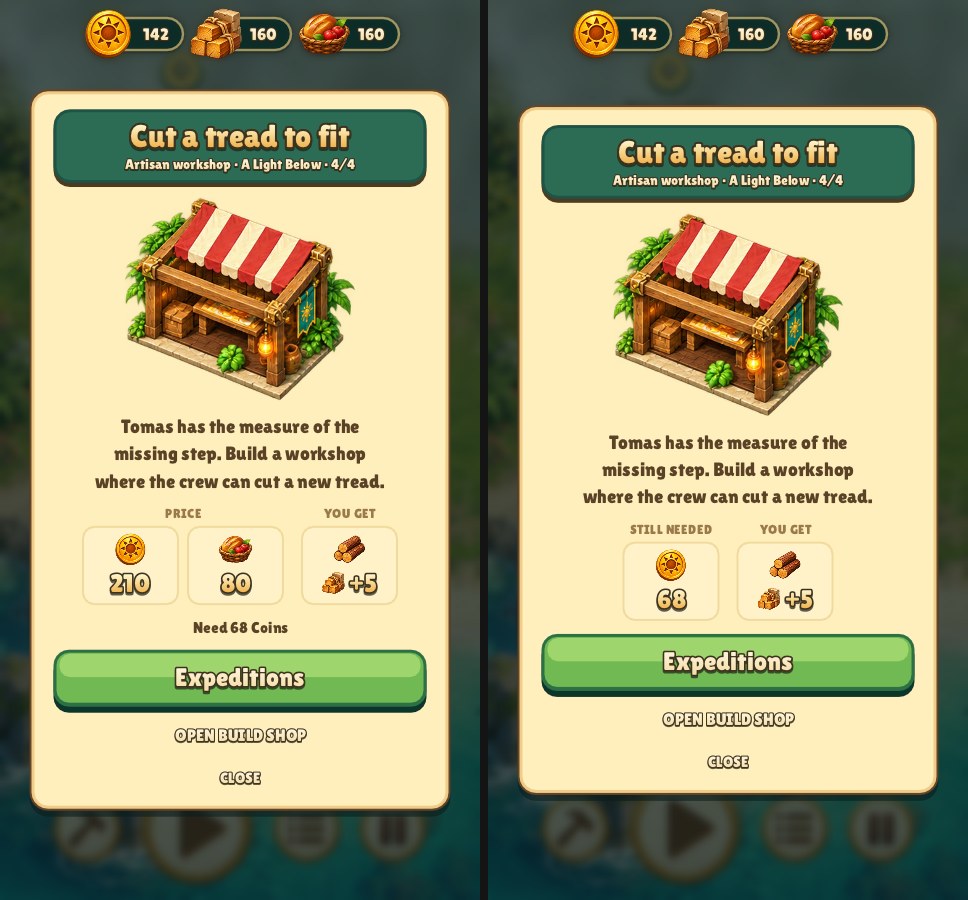 142 160 160
Cut a tread to fit
Artisan workshop · A Light Below · 4/4
Tomas has the measure of the
missing step. Build a workshop
where the crew can cut a new tread.
PRICE YOU GET
210 80 +5
Need 68 Coins
Expeditions
OPEN BUILD SHOP
CLOSE
142 160 160
Cut a tread to fit
Artisan workshop · A Light Below · 4/4
Tomas has the measure of the
missing step. Build a workshop
where the crew can cut a new tread.
STILL NEEDED YOU GET
68 +5
Expeditions
OPEN BUILD SHOP
CLOSE